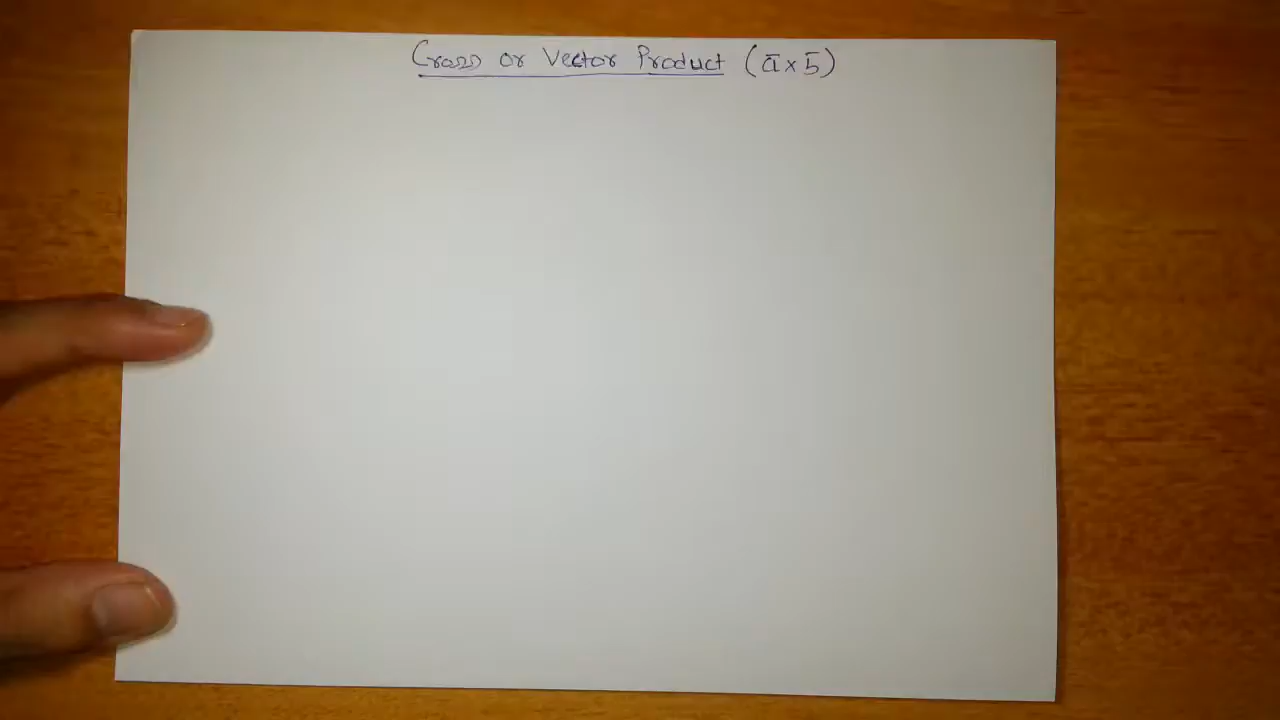 Cross or Vector Product (a̅ × b̅)